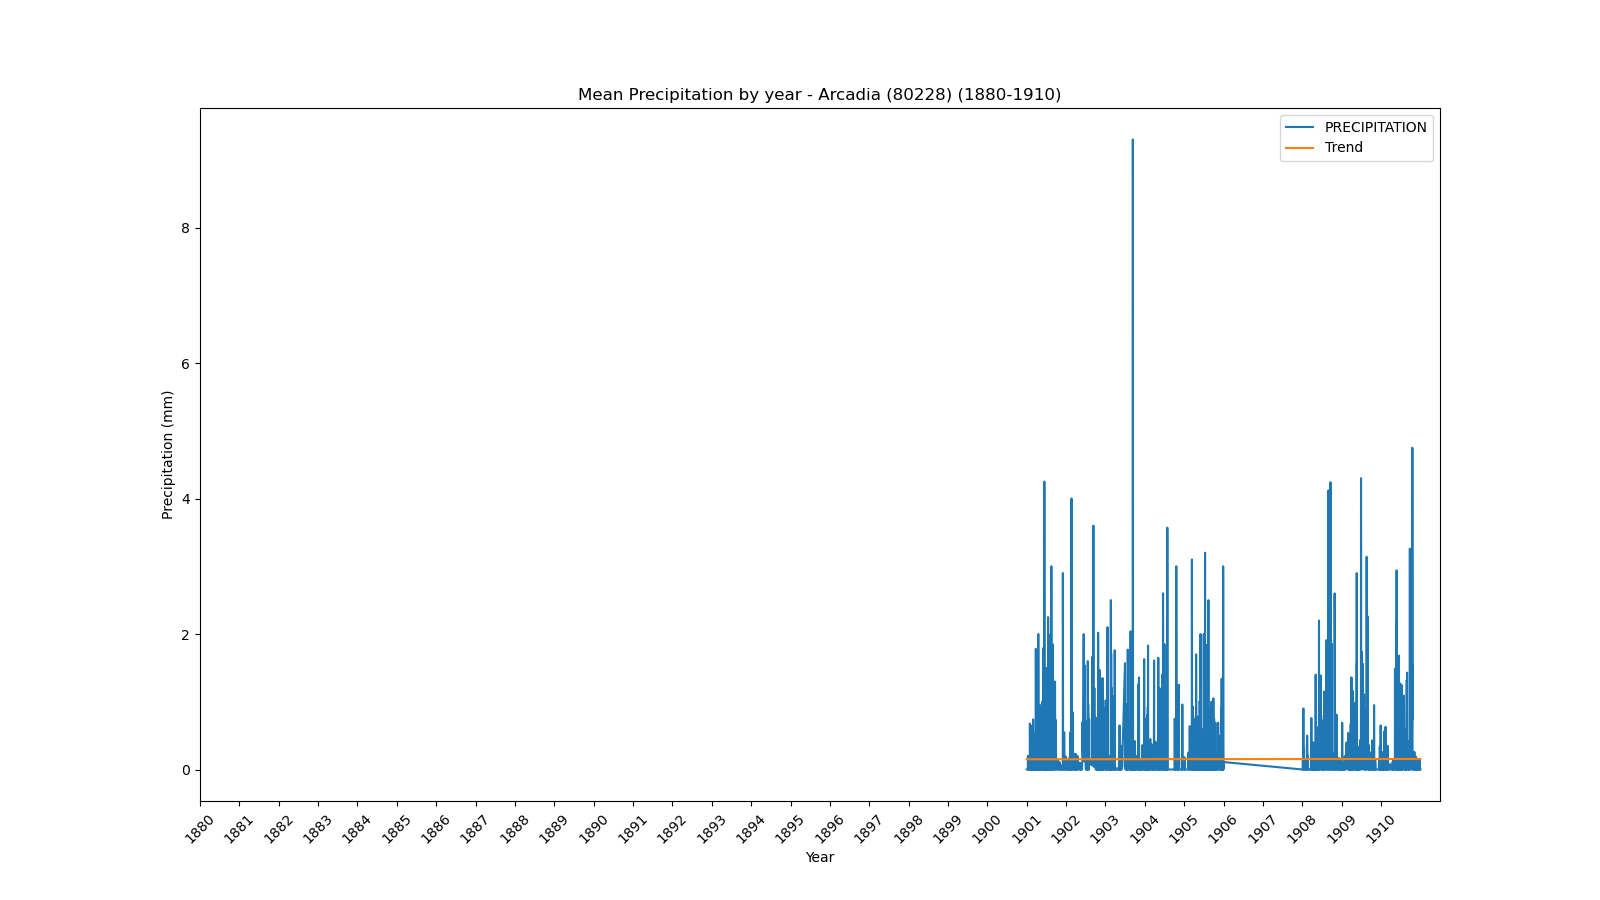 Mean Precipitation by year - Arcadia (80228) (1880-1910)
PRECIPITATION
Trend
8
6
4
2
0
Precipitation (mm)
1880 1881 1882 1883 1884 1885 1886 1887 1888 1889 1890 1891 1892 1893 1894 1895 1896 1897 1898 1899 1900 1901 1902 1903 1904 1905 1906 1907 1908 1909 1910
Year